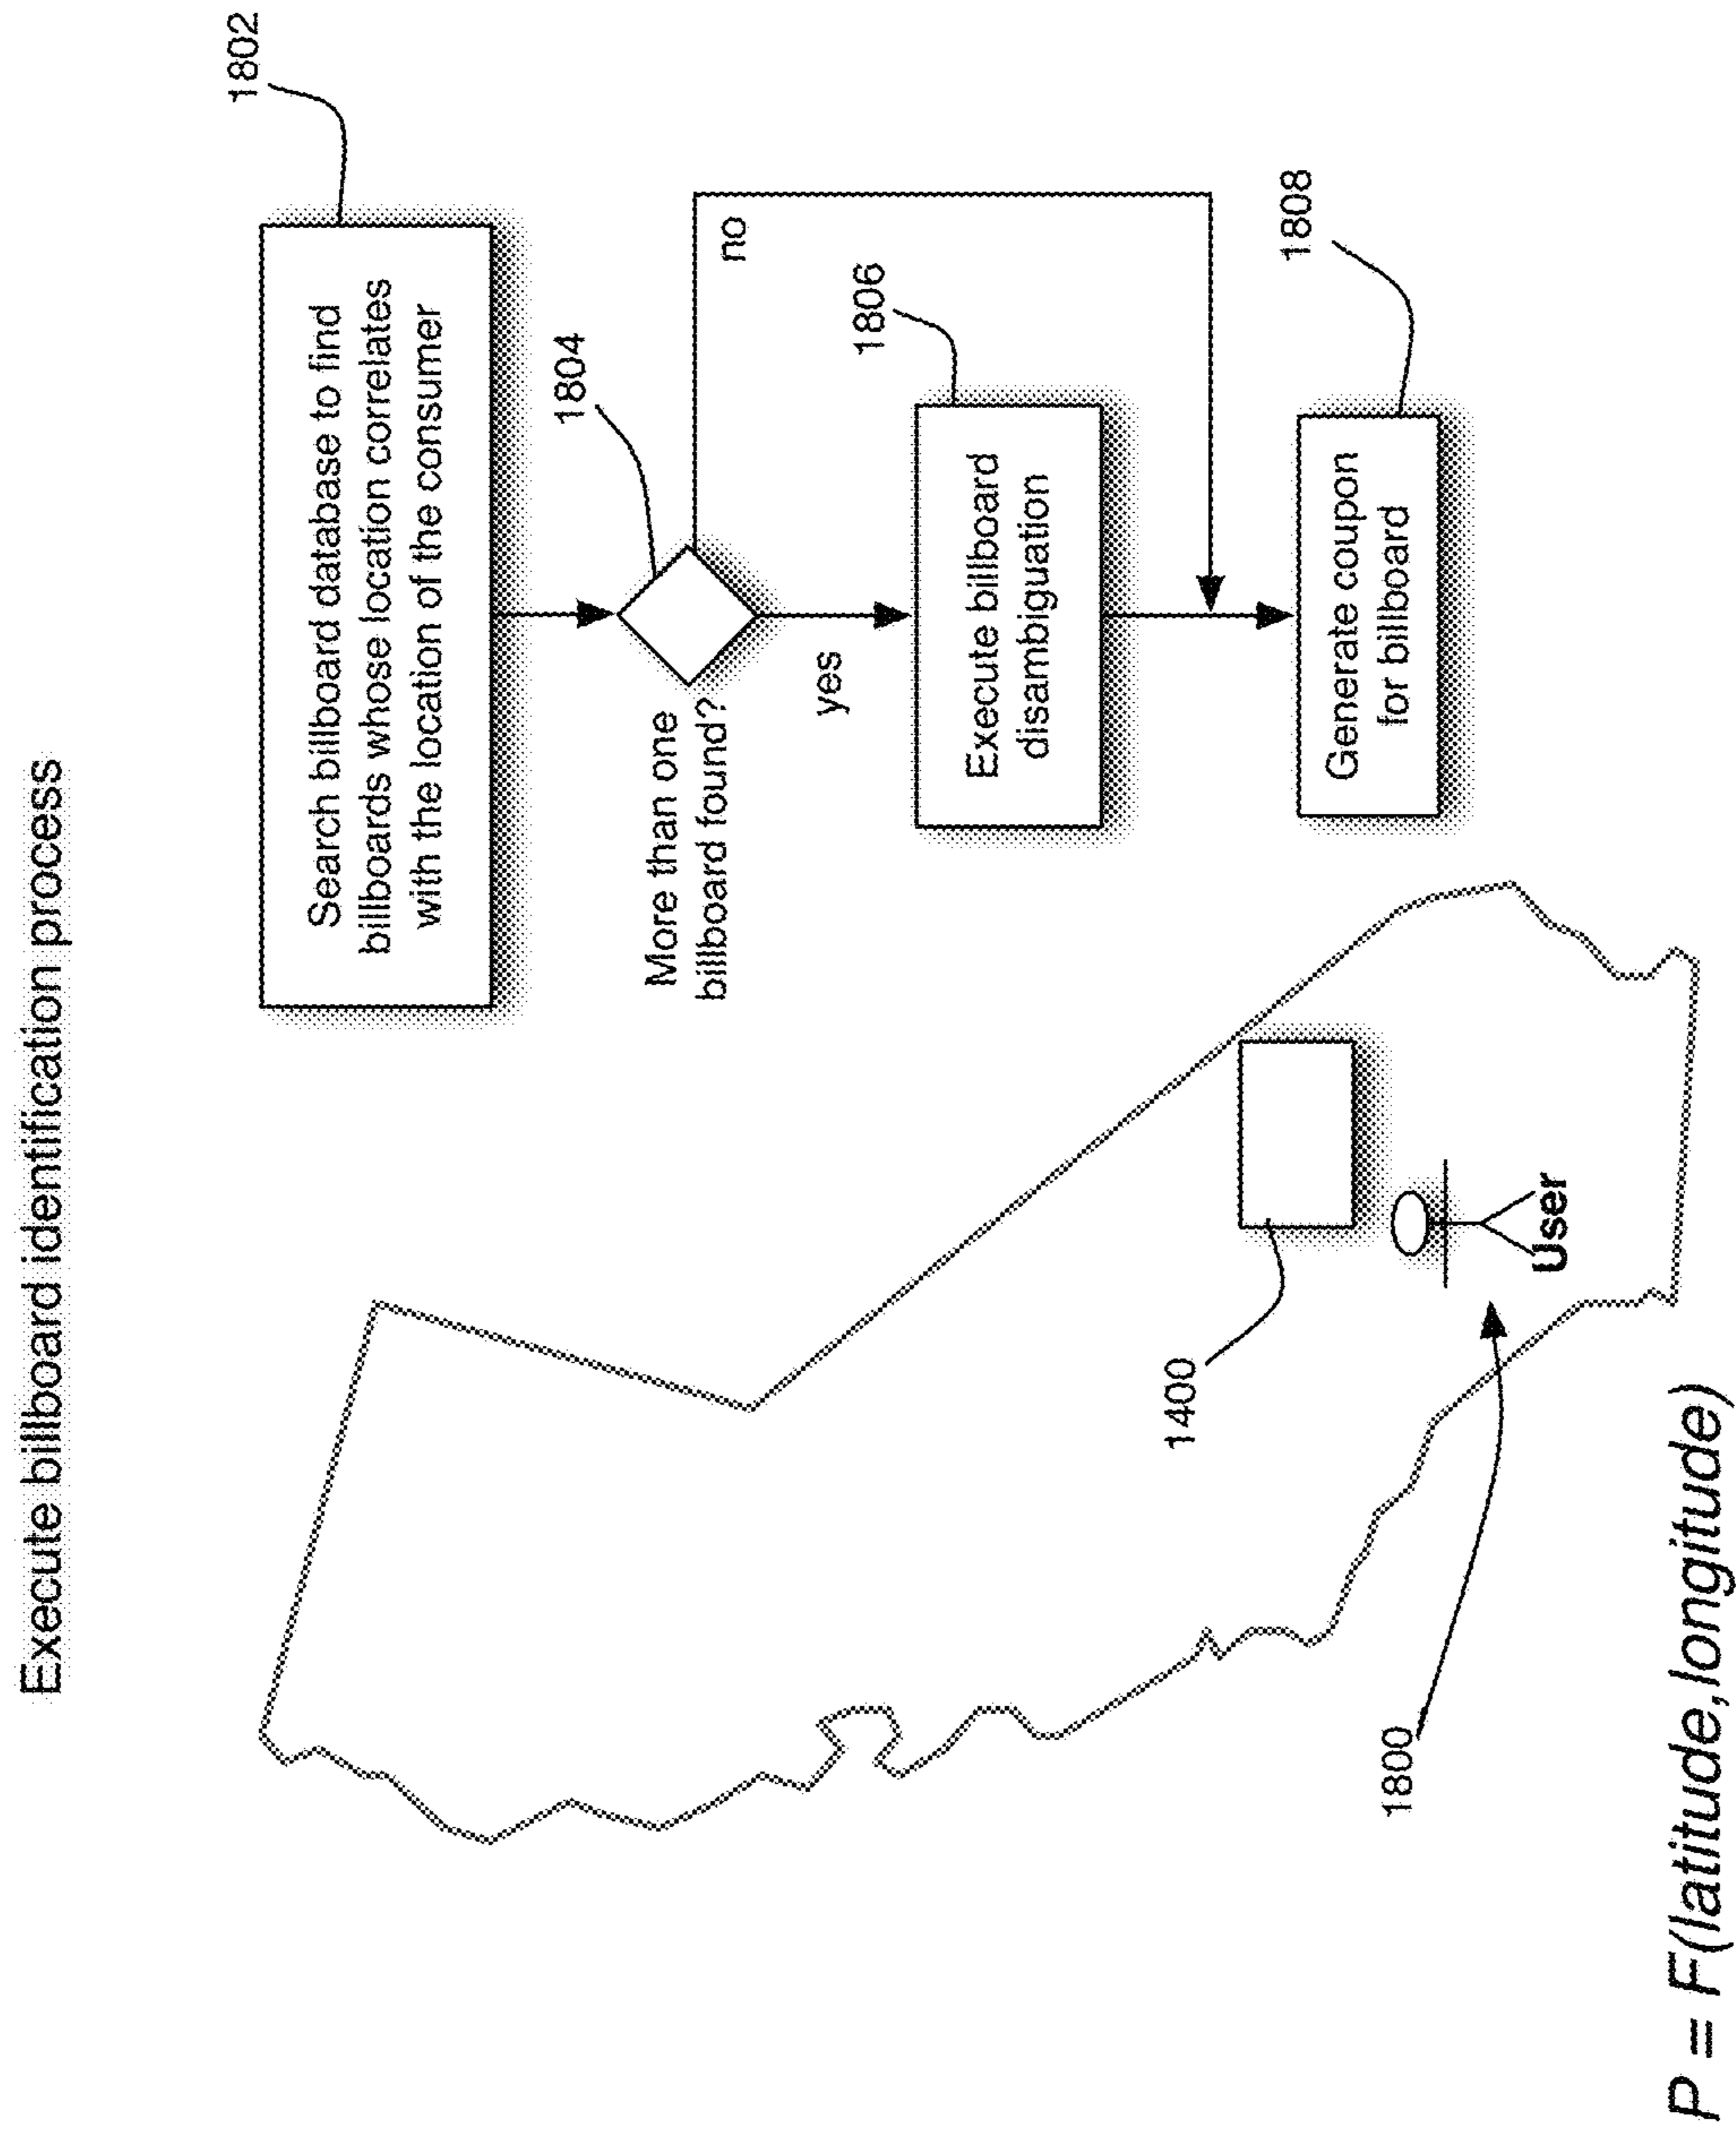 Execute billboard identification process
1802
Search billboard database to find
billboards whose location correlates
with the location of the consumer
1804
More than one
billboard found?
no
yes
1806
Execute billboard
disambiguation
1808
Generate coupon
for billboard
1400
User
1800
P = F(latitude,longitude)